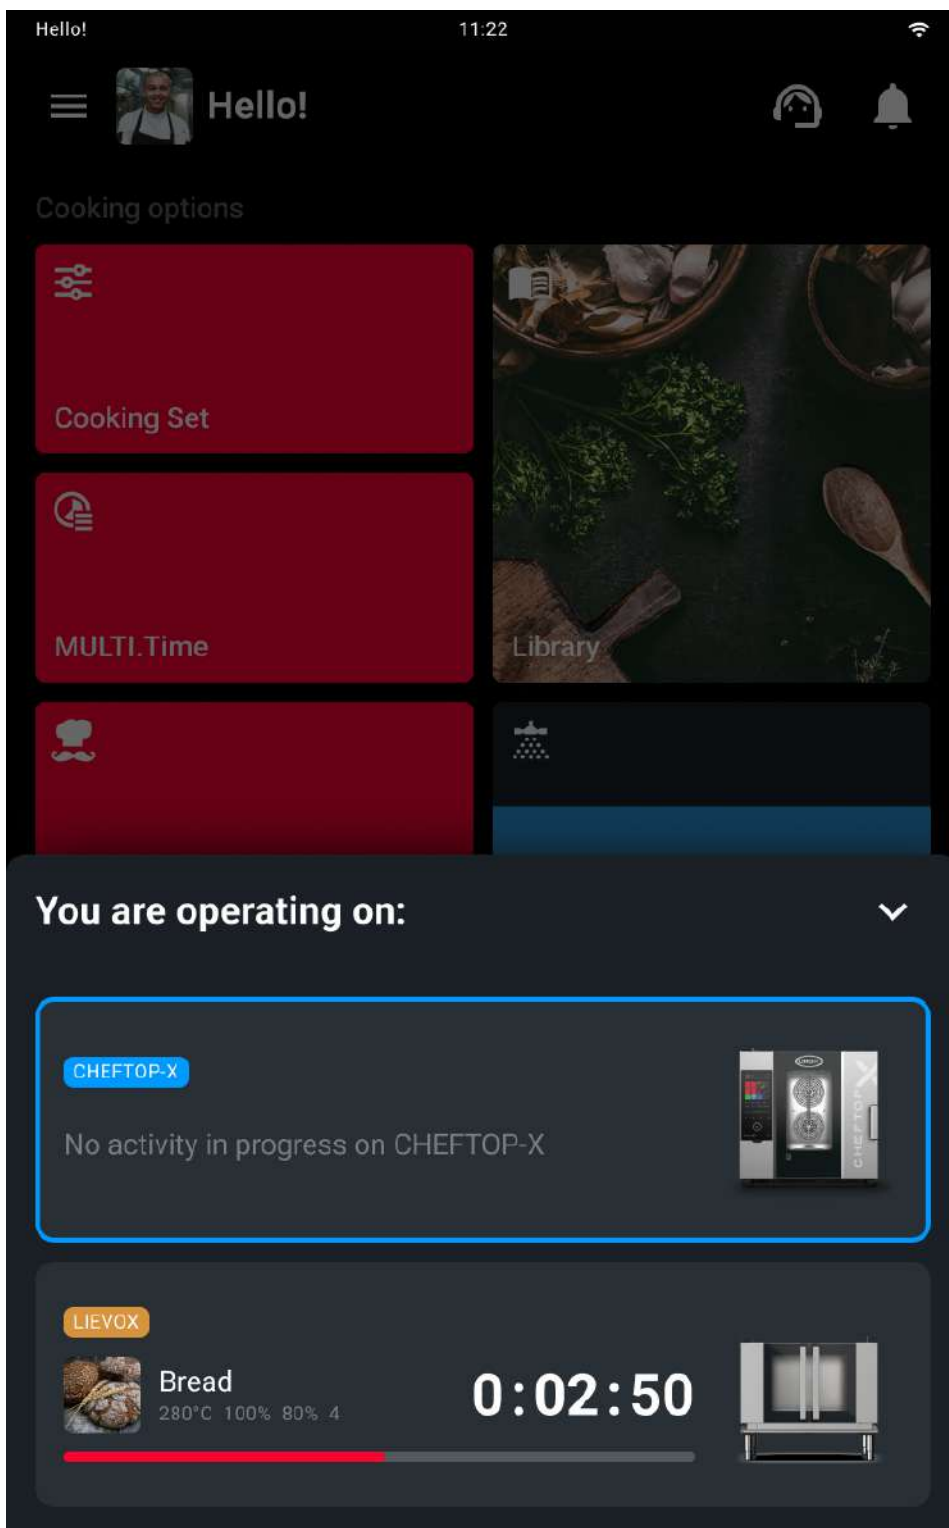 Hello!
11:22
Hello!
Cooking options
Cooking Set
MULTI.Time
Library
You are operating on:
CHEFTOP-X
No activity in progress on CHEFTOP-X
CHEFTOP X
LIEVOX
Bread
0:02:50
280°C 100% 80% 4